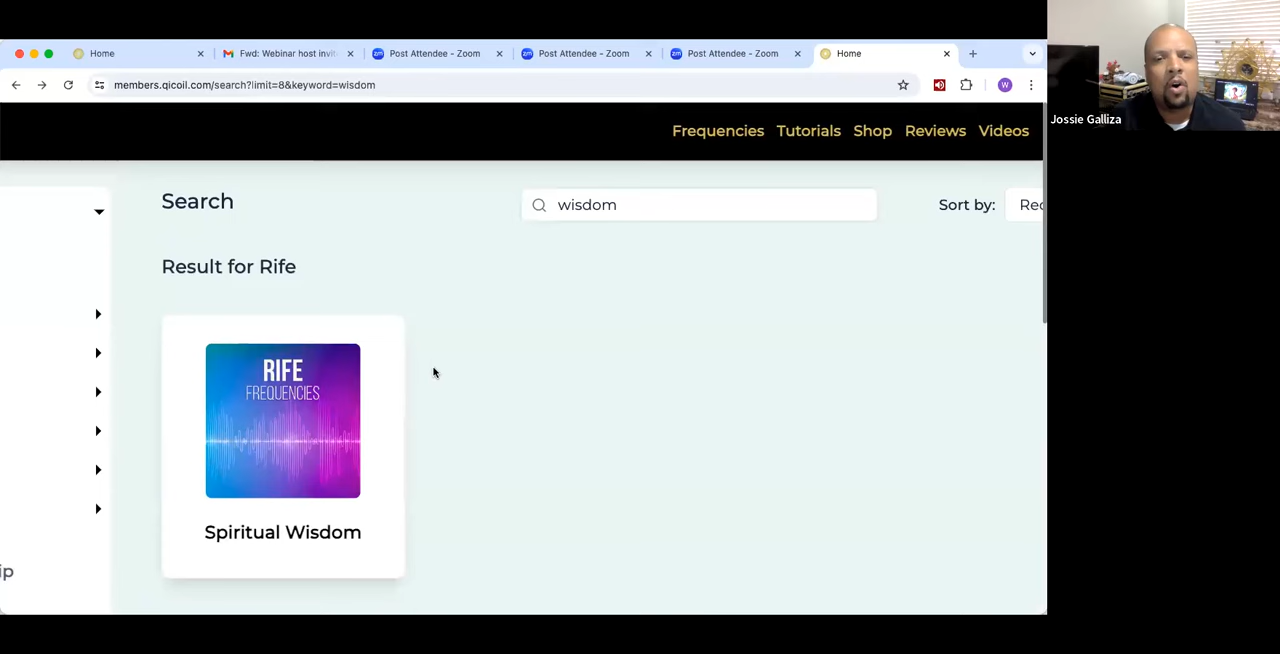 Home
Fwd: Webinar host invit
Post Attendee - Zoom
Post Attendee - Zoom
Post Attendee - Zoom
Home
members.qicoil.com/search?limit=8&keyword=wisdom
W
Frequencies Tutorials Shop Reviews Videos
Search
wisdom
Sort by: Rec
Result for Rife
RIFE
FREQUENCIES
Spiritual Wisdom
ip
Jossie Galliza